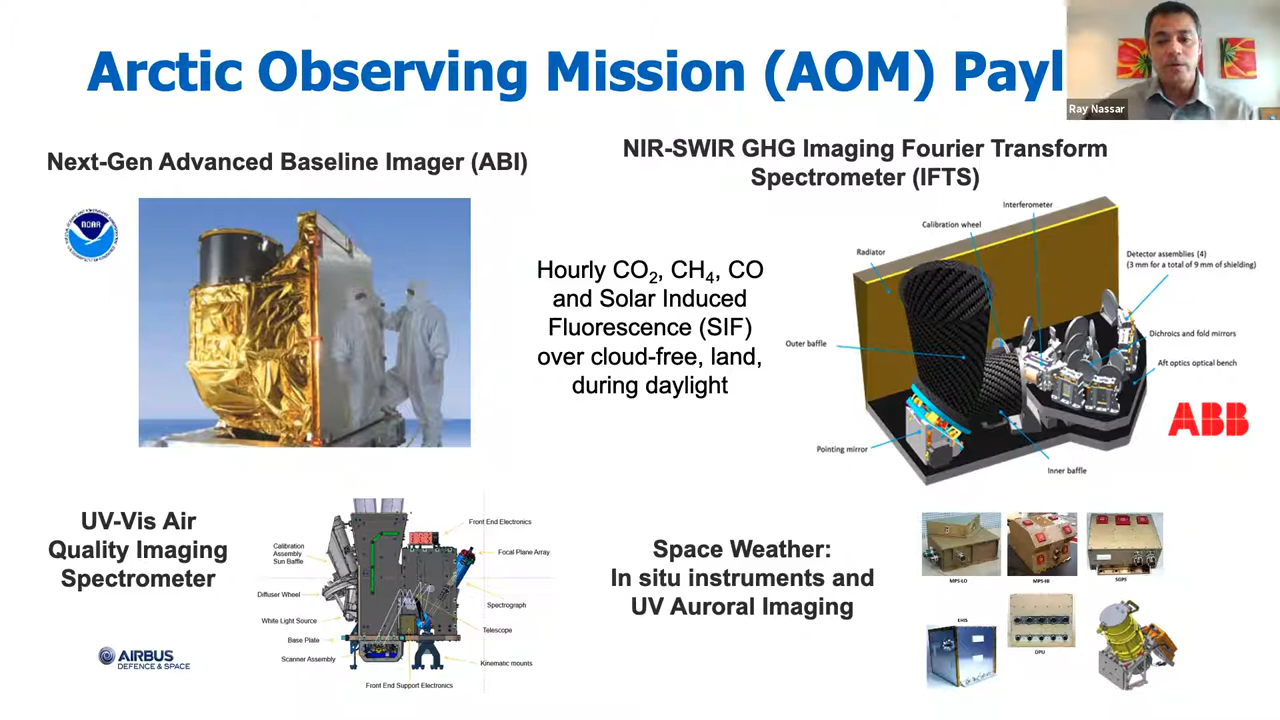 Arctic Observing Mission (AOM) Payl
Ray Nassar
Next-Gen Advanced Baseline Imager (ABI)
NOAA
NIR-SWIR GHG Imaging Fourier Transform
Spectrometer (IFTS)
Hourly CO₂, CH₄, CO
and Solar Induced
Fluorescence (SIF)
over cloud-free, land,
during daylight
Interferometer
Calibration wheel
Radiator
Detector assemblies (4)
(3 mm for a total of 9 mm of shielding)
Outer baffle
Dichroics and fold mirrors
Aft optics optical bench
Pointing mirror
Inner baffle
ABB
UV-Vis Air
Quality Imaging
Spectrometer
AIRBUS
DEFENCE & SPACE
Front End Electronics
Calibration
Assembly
Sun Baffle
Focal Plane Array
Diffuser Wheel
Spectrograph
White Light Source
Telescope
Base Plate
Scanner Assembly
Kinematic mounts
Front End Support Electronics
Space Weather:
In situ instruments and
UV Auroral Imaging
MPS-LO
MPS-HI
SGPS
EHIS
DPU